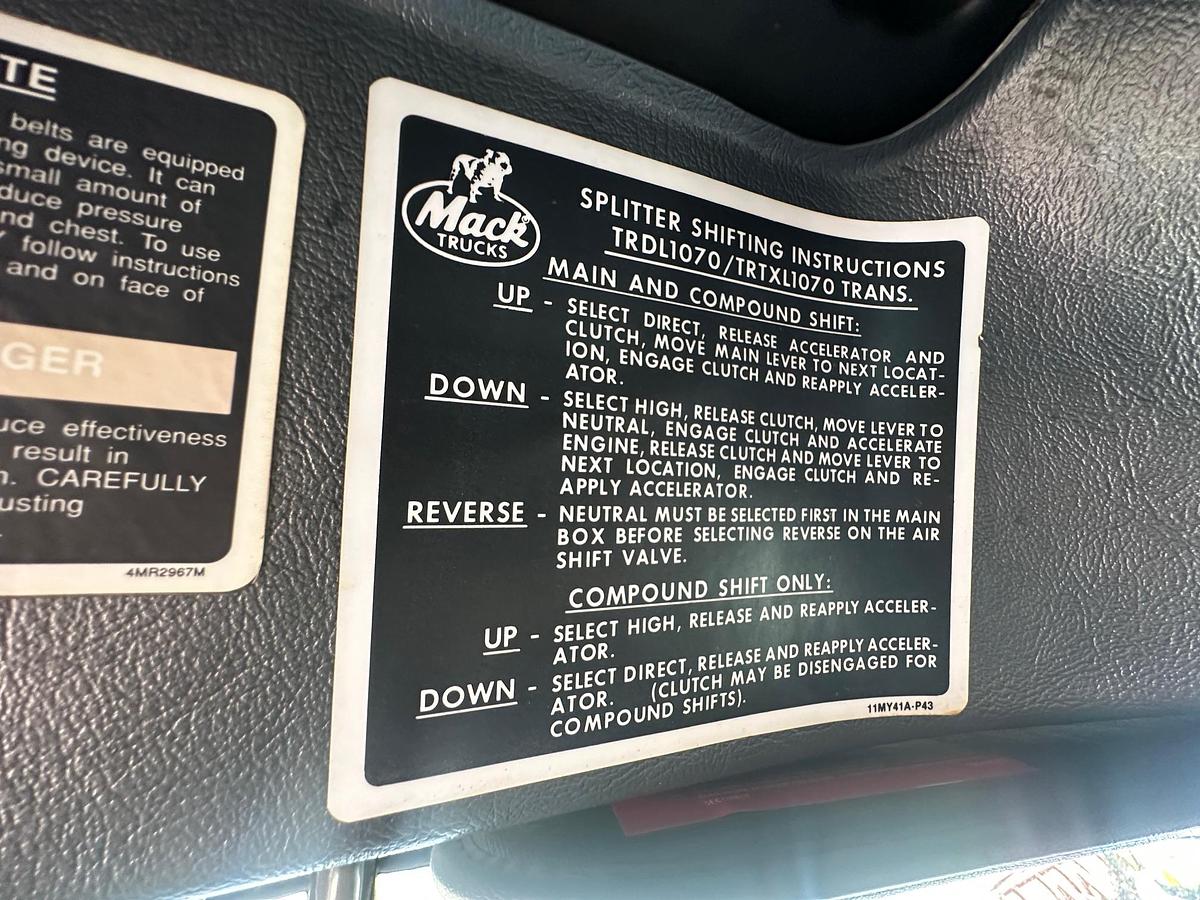 TE
belts are equipped
ng device. It can
small amount of
duce pressure
nd chest. To use
follow instructions
and on face of
GER
uce effectiveness
result in
CAREFULLY
usting
4MR2967M
Mack
TRUCKS
SPLITTER SHIFTING INSTRUCTIONS
TRDL1070/TRTXL1070 TRANS.
MAIN AND COMPOUND SHIFT:
UP - SELECT DIRECT, RELEASE ACCELERATOR AND
CLUTCH, MOVE MAIN LEVER TO NEXT LOCAT-
ION, ENGAGE CLUTCH AND REAPPLY ACCELER-
ATOR.
DOWN - SELECT HIGH, RELEASE CLUTCH, MOVE LEVER TO
NEUTRAL, ENGAGE CLUTCH AND ACCELERATE
ENGINE, RELEASE CLUTCH AND MOVE LEVER TO
NEXT LOCATION, ENGAGE CLUTCH AND RE-
APPLY ACCELERATOR.
REVERSE - NEUTRAL MUST BE SELECTED FIRST IN THE MAIN
BOX BEFORE SELECTING REVERSE ON THE AIR
SHIFT VALVE.
COMPOUND SHIFT ONLY:
UP - SELECT HIGH, RELEASE AND REAPPLY ACCELER-
ATOR.
DOWN - SELECT DIRECT, RELEASE AND REAPPLY ACCELER-
ATOR. (CLUTCH MAY BE DISENGAGED FOR
COMPOUND SHIFTS).
11MY41A-P43